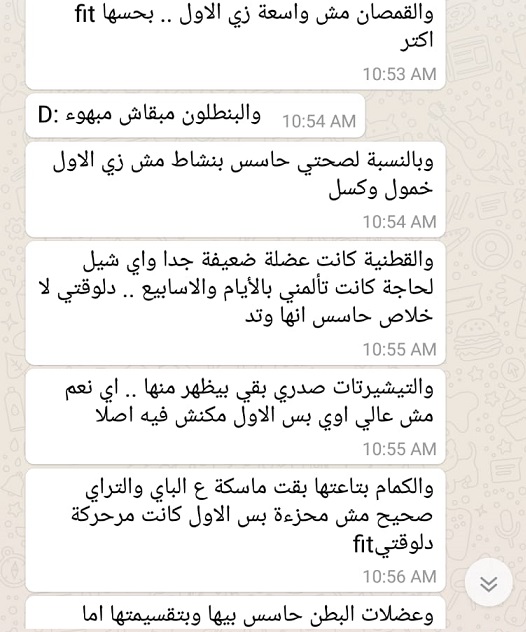 والقمصان مش واسعة زي الاول .. بحسها fit
اكتر
10:53 AM
والبنطلون مبقاش مبهوء :D
10:54 AM
وبالنسبة لصحتي حاسس بنشاط مش زي الاول
خمول وكسل
10:54 AM
والقطنية كانت عضلة ضعيفة جدا واي شيل
لحاجة كانت تألمني بالأيام والاسابيع .. دلوقتي لا
خلاص حاسس انها وتد
10:55 AM
والتيشيرتات صدري بقي بيظهر منها .. اي نعم
مش عالي اوي بس الاول مكنش فيه اصلا
10:55 AM
والكمام بتاعتها بقت ماسكة ع الباي والتراي
صحيح مش محزءة بس الاول كانت مرحركة
دلوقتيfit
10:56 AM
وعضلات البطن حاسس بيها وبتقسيمتها اما